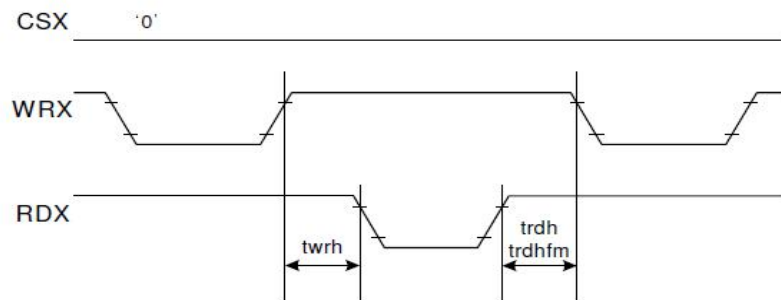 CSX ‘0’
WRX
RDX
twrh
trdh
trdhfm